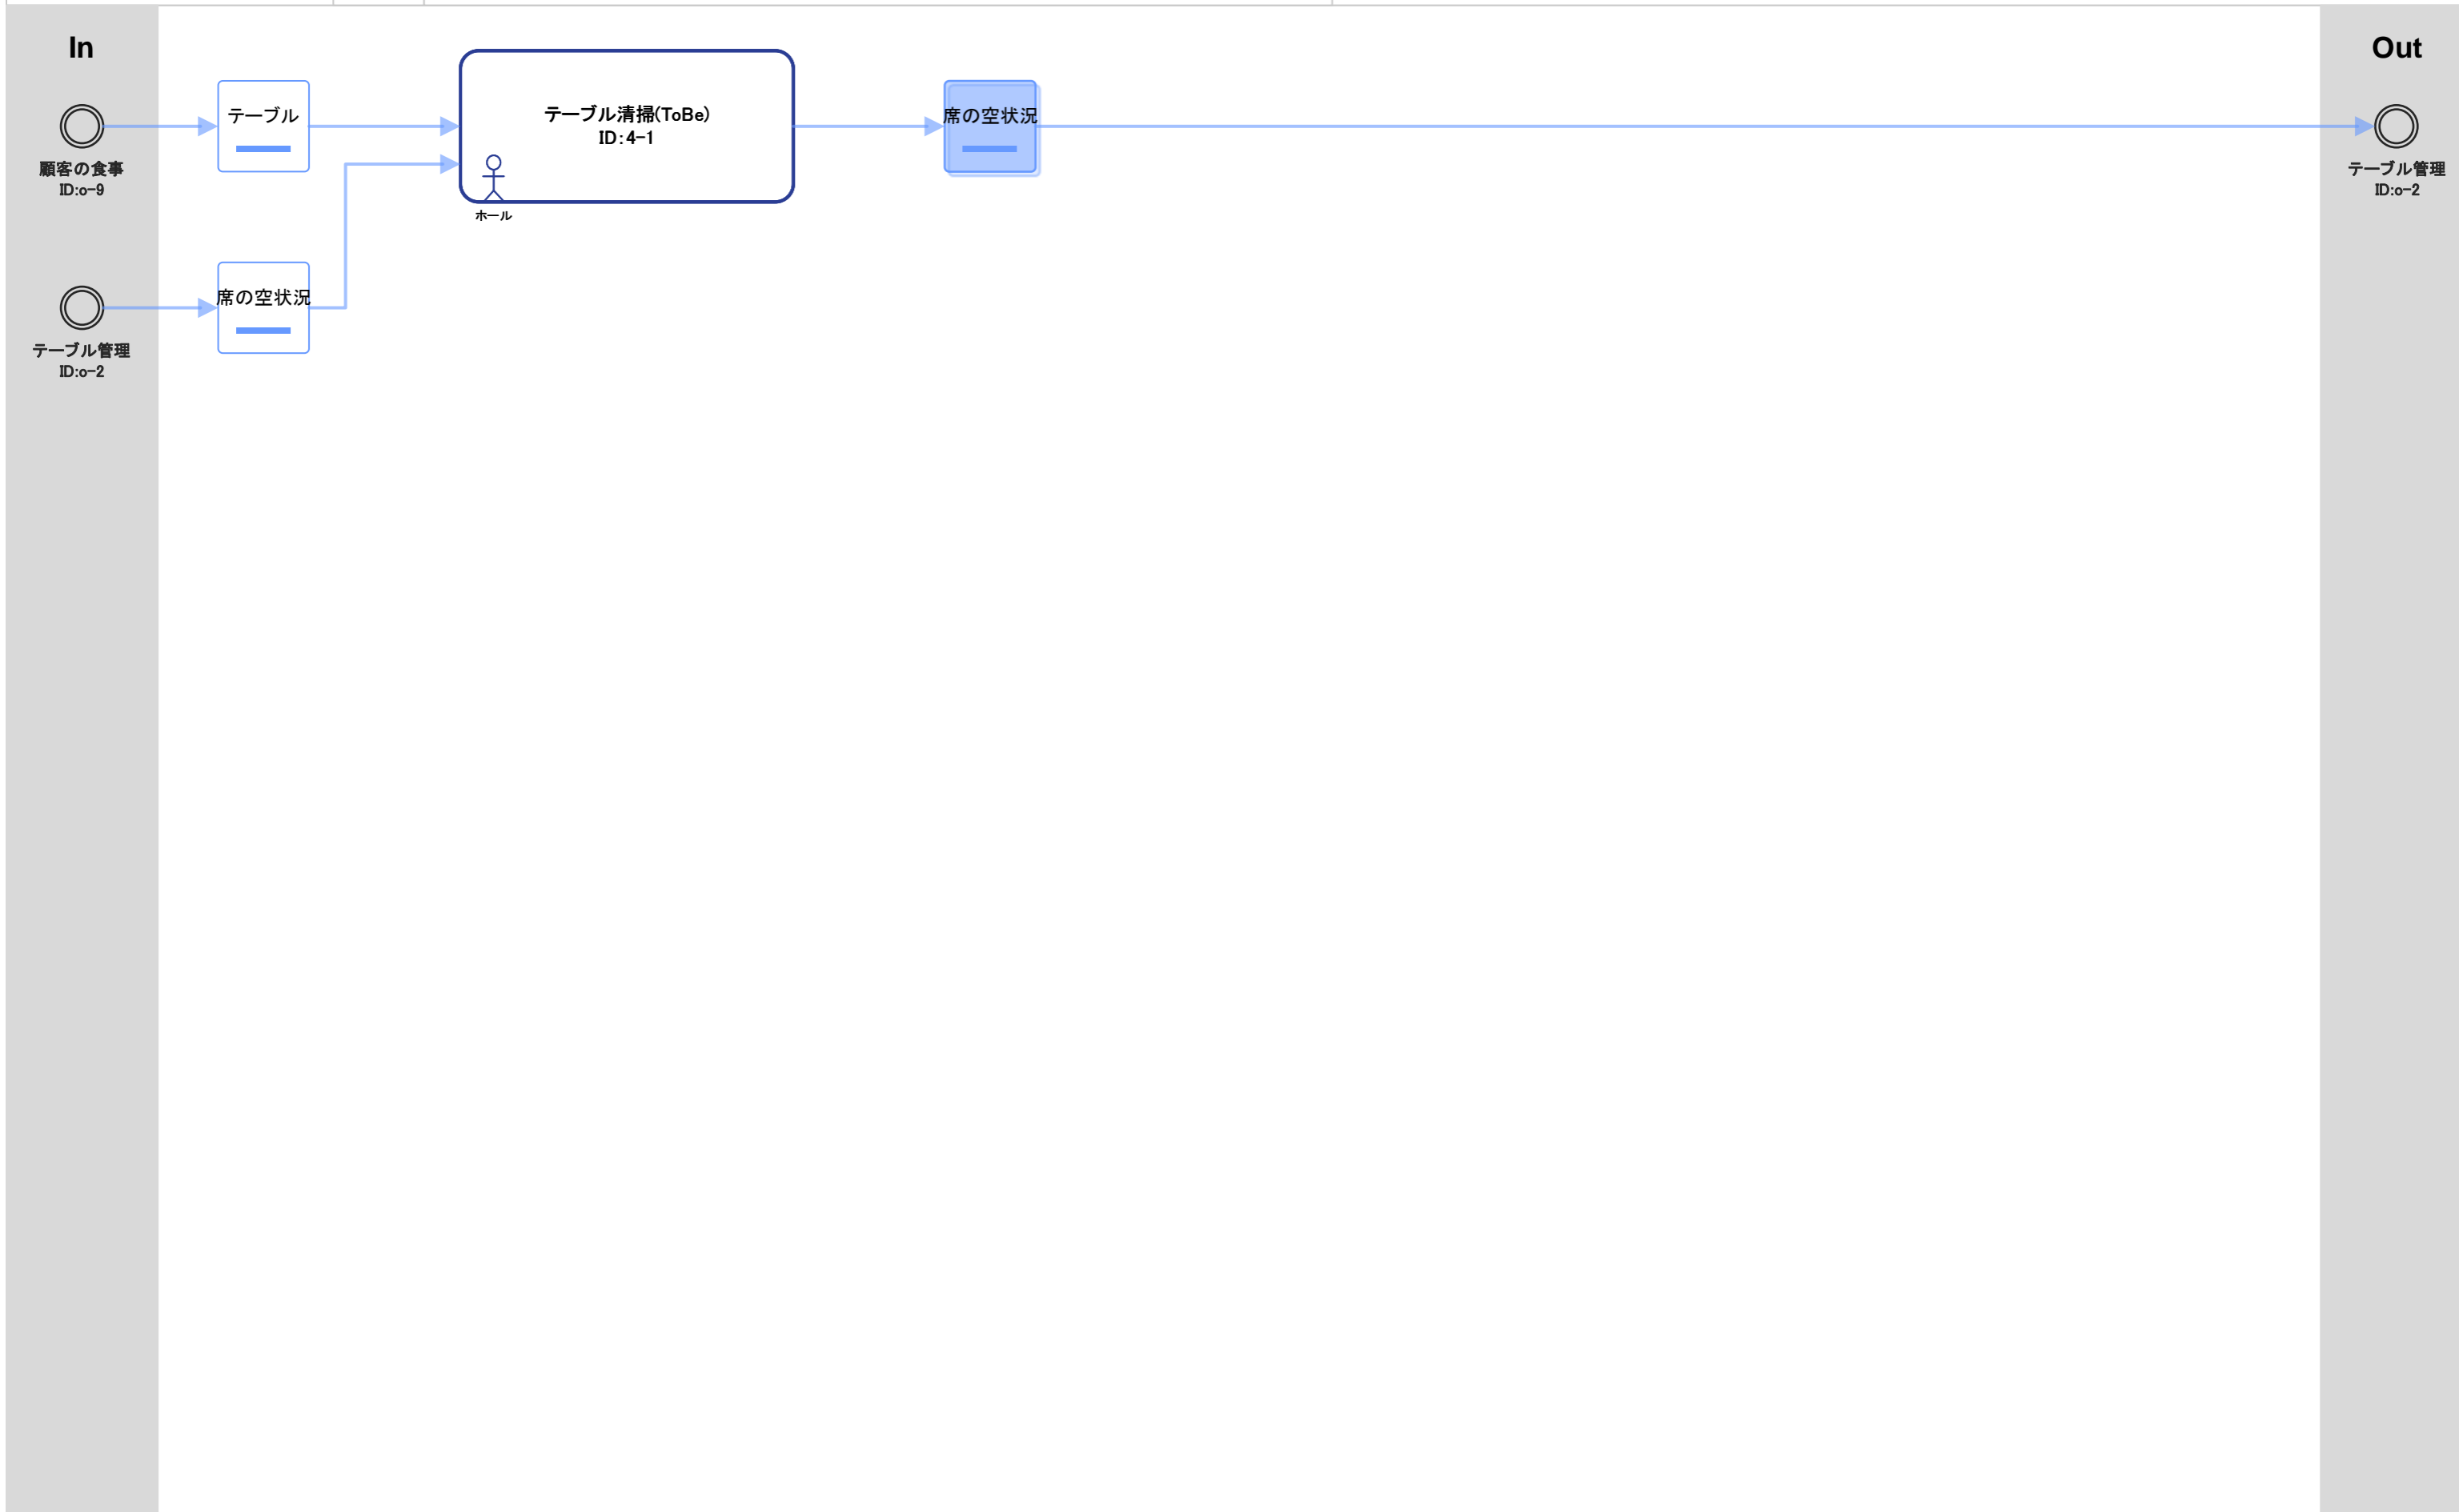 In
Out
テーブル
テーブル清掃(ToBe)
ID:4-1
席の空状況
顧客の食事
ID:o-9
テーブル管理
ID:o-2
ホール
席の空状況
テーブル管理
ID:o-2